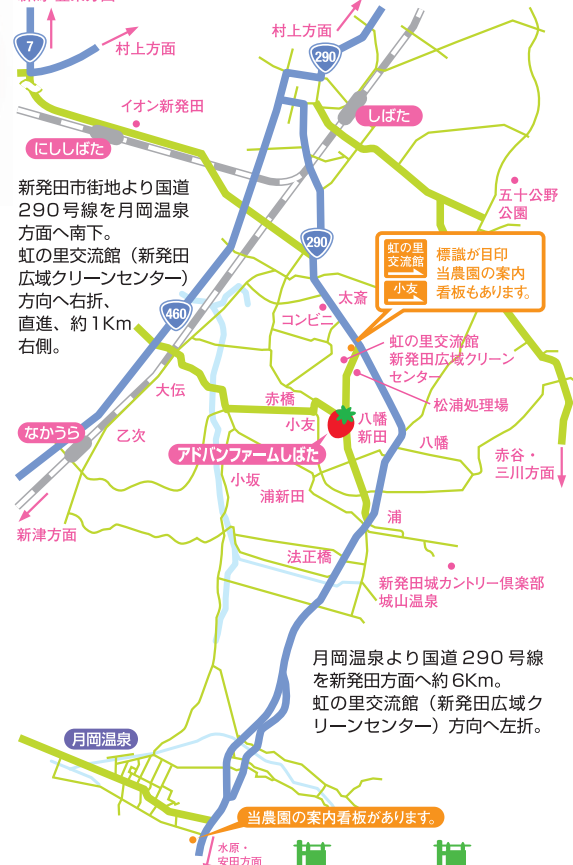 7
村上方面
村上方面
290
イオン新発田
しばた
にししばた
新発田市街地より国道
290号線を月岡温泉
方面へ南下。
虹の里交流館（新発田
広域クリーンセンター）
方向へ右折、
直進、約1Km
右側。
五十公野
公園
290
虹の里
交流館
小友
標識が目印
当農園の案内
看板もあります。
太斎
コンビニ
460
虹の里交流館
新発田広域クリーン
センター
松浦処理場
大伝
赤橋
小友
八幡
新田
八幡
なかうら
乙次
アドバンファームしばた
赤谷・
三川方面
小坂
浦新田
浦
新津方面
法正橋
新発田城カントリー倶楽部
城山温泉
月岡温泉より国道290号線
を新発田方面へ約6Km。
虹の里交流館（新発田広域ク
リーンセンター）方向へ左折。
月岡温泉
当農園の案内看板があります。
水原・
安田方面